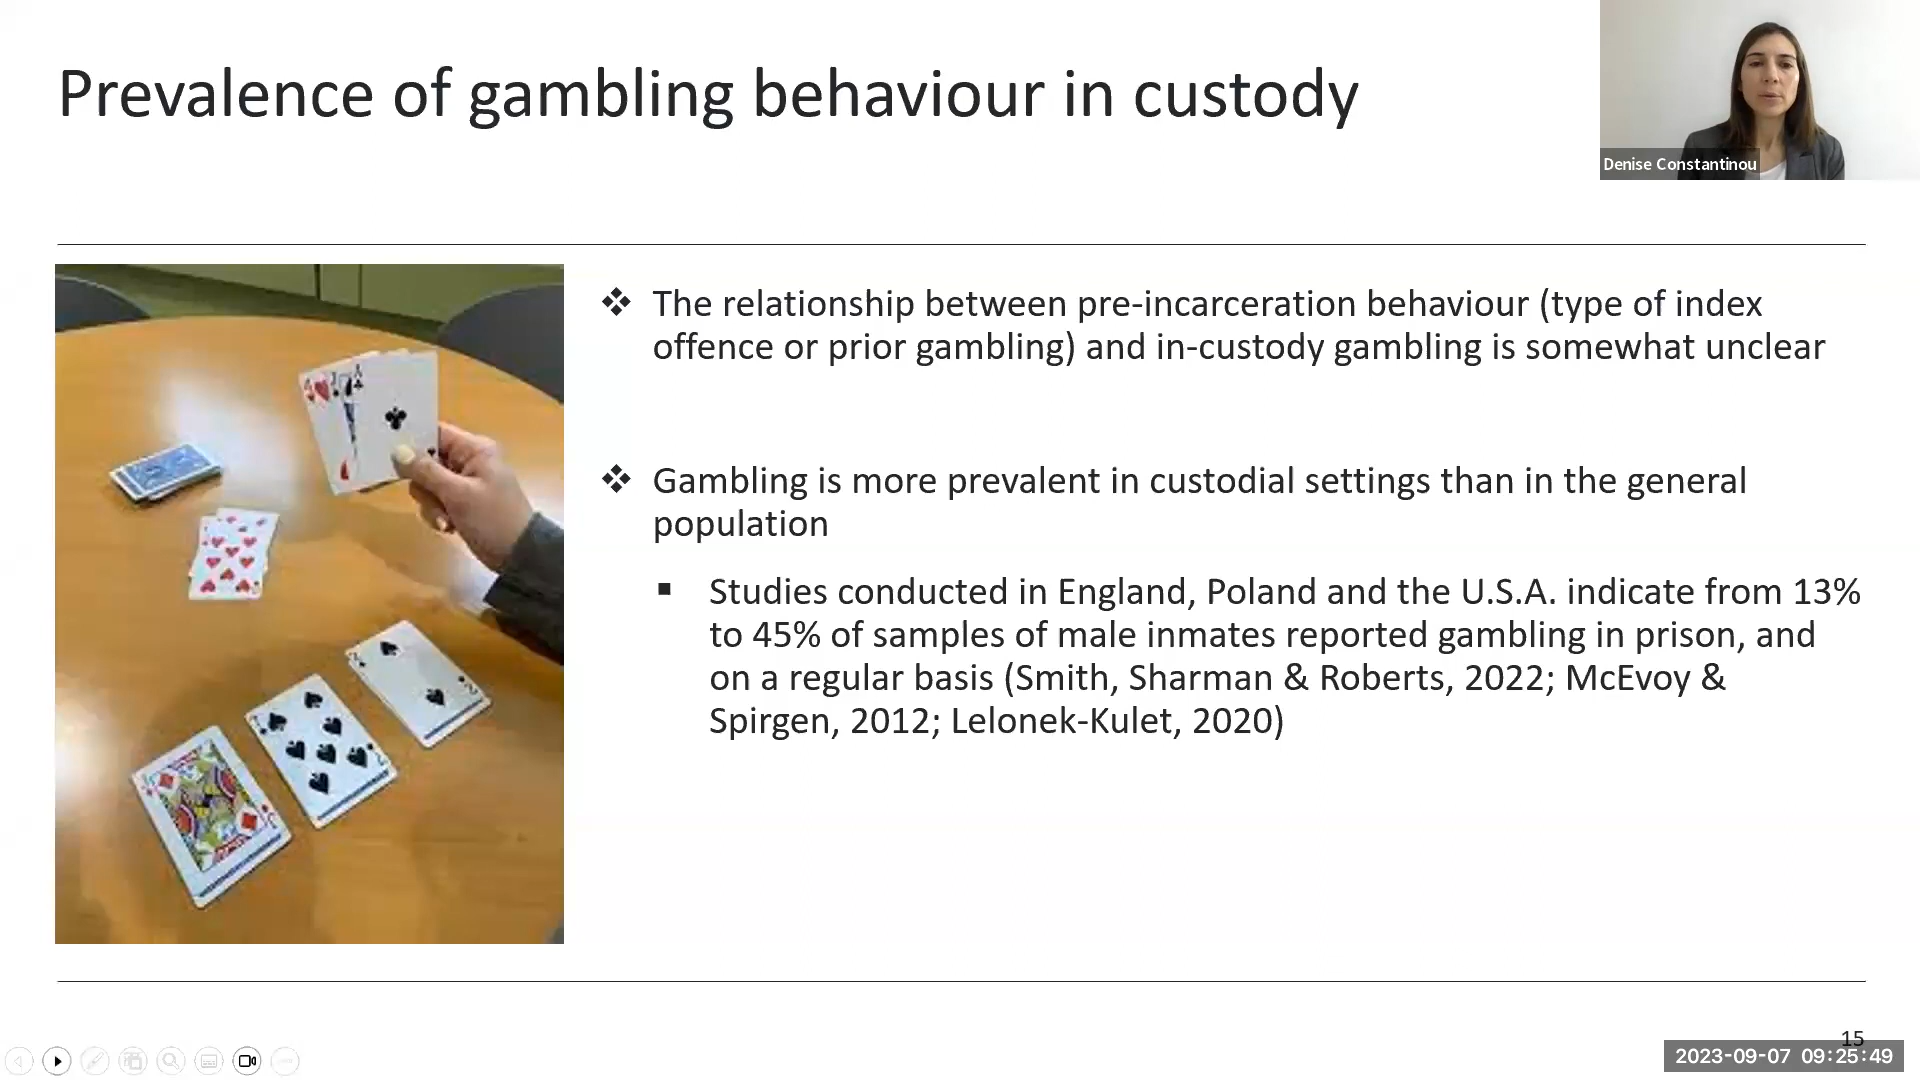 Prevalence of gambling behaviour in custody
Denise Constantinou
❖ The relationship between pre-incarceration behaviour (type of index
offence or prior gambling) and in-custody gambling is somewhat unclear
❖ Gambling is more prevalent in custodial settings than in the general
population
▪ Studies conducted in England, Poland and the U.S.A. indicate from 13%
to 45% of samples of male inmates reported gambling in prison, and
on a regular basis (Smith, Sharman & Roberts, 2022; McEvoy &
Spirgen, 2012; Lelonek-Kulet, 2020)
15
2023-09-07 09:25:49